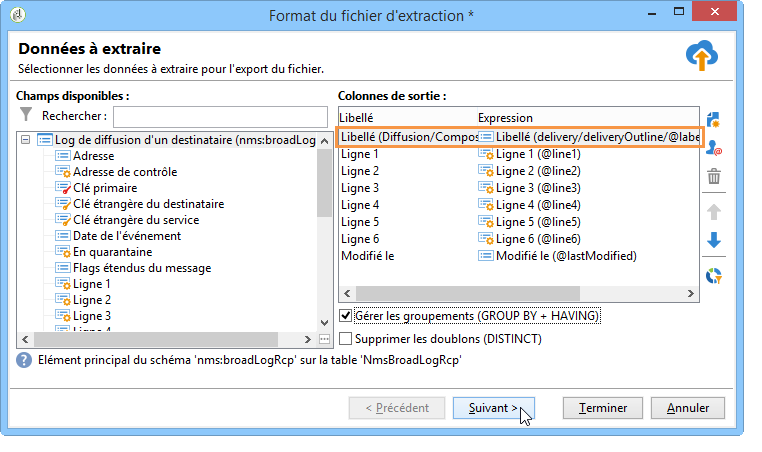 Format du fichier d'extraction *
Données à extraire
Sélectionner les données à extraire pour l'export du fichier.
Champs disponibles :
Rechercher :
Log de diffusion d'un destinataire (nms:broadLog
Adresse
Adresse de contrôle
Clé primaire
Clé étrangère du destinataire
Clé étrangère du service
Date de l'événement
En quarantaine
Flags étendus du message
Ligne 1
Ligne 2
Ligne 3
Ligne 4
Colonnes de sortie :
Libellé Expression
Libellé (Diffusion/Compos Libellé (delivery/deliveryOutline/@labe
Ligne 1 Ligne 1 (@line1)
Ligne 2 Ligne 2 (@line2)
Ligne 3 Ligne 3 (@line3)
Ligne 4 Ligne 4 (@line4)
Ligne 5 Ligne 5 (@line5)
Ligne 6 Ligne 6 (@line6)
Modifié le Modifié le (@lastModified)
Gérer les groupements (GROUP BY + HAVING)
Supprimer les doublons (DISTINCT)
Elément principal du schéma 'nms:broadLogRcp' sur la table 'NmsBroadLogRcp'
< Précédent
Suivant >
Terminer
Annuler